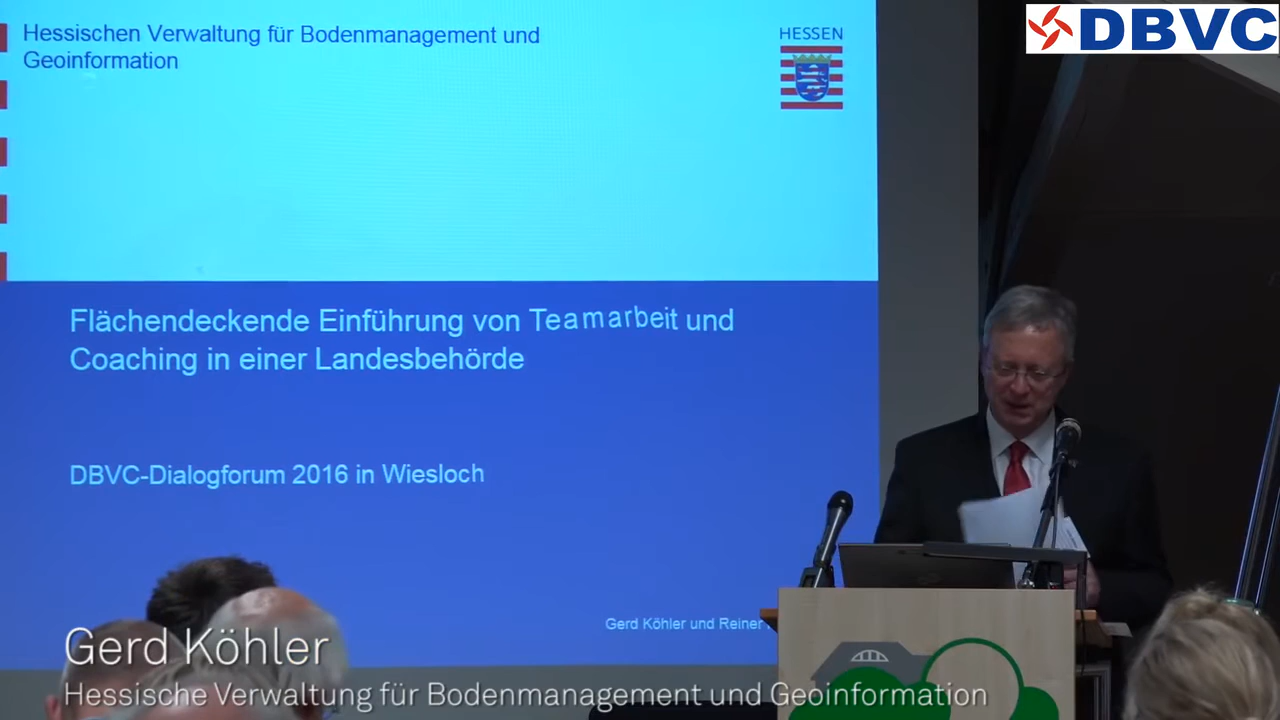 Hessischen Verwaltung für Bodenmanagement und
Geoinformation
HESSEN
DBVC
Flächendeckende Einführung von Teamarbeit und
Coaching in einer Landesbehörde
DBVC-Dialogforum 2016 in Wiesloch
Gerd Köhler und Reiner
Gerd Köhler
Hessische Verwaltung für Bodenmanagement und Geoinformation